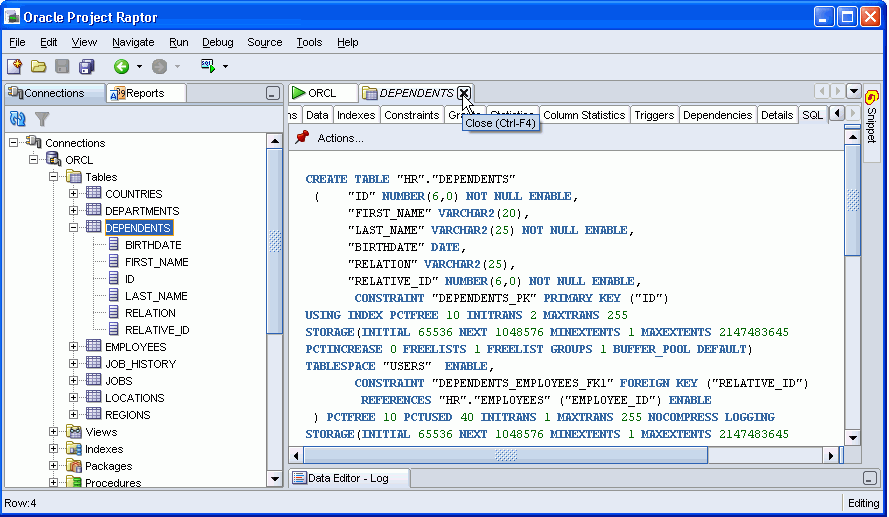 Oracle Project Raptor
File Edit View Navigate Run Debug Source Tools Help
Connections Reports
ORCL DEPENDENTS
Data Indexes Constraints Column Statistics Triggers Dependencies Details SQL
Close (Ctrl-F4)
Snippet
Actions...
Connections
ORCL
Tables
COUNTRIES
DEPARTMENTS
DEPENDENTS
BIRTHDATE
FIRST_NAME
ID
LAST_NAME
RELATION
RELATIVE_ID
EMPLOYEES
JOB_HISTORY
JOBS
LOCATIONS
REGIONS
Views
Indexes
Packages
Procedures
CREATE TABLE "HR"."DEPENDENTS"
( "ID" NUMBER(6,0) NOT NULL ENABLE,
"FIRST_NAME" VARCHAR2(20),
"LAST_NAME" VARCHAR2(25) NOT NULL ENABLE,
"BIRTHDATE" DATE,
"RELATION" VARCHAR2(25),
"RELATIVE_ID" NUMBER(6,0) NOT NULL ENABLE,
CONSTRAINT "DEPENDENTS_PK" PRIMARY KEY ("ID")
USING INDEX PCTFREE 10 INITRANS 2 MAXTRANS 255
STORAGE(INITIAL 65536 NEXT 1048576 MINEXTENTS 1 MAXEXTENTS 2147483645
PCTINCREASE 0 FREELISTS 1 FREELIST GROUPS 1 BUFFER_POOL DEFAULT)
TABLESPACE "USERS" ENABLE,
CONSTRAINT "DEPENDENTS_EMPLOYEES_FK1" FOREIGN KEY ("RELATIVE_ID")
REFERENCES "HR"."EMPLOYEES" ("EMPLOYEE_ID") ENABLE
) PCTFREE 10 PCTUSED 40 INITRANS 1 MAXTRANS 255 NOCOMPRESS LOGGING
STORAGE(INITIAL 65536 NEXT 1048576 MINEXTENTS 1 MAXEXTENTS 2147483645
Data Editor - Log
Row:4 Editing